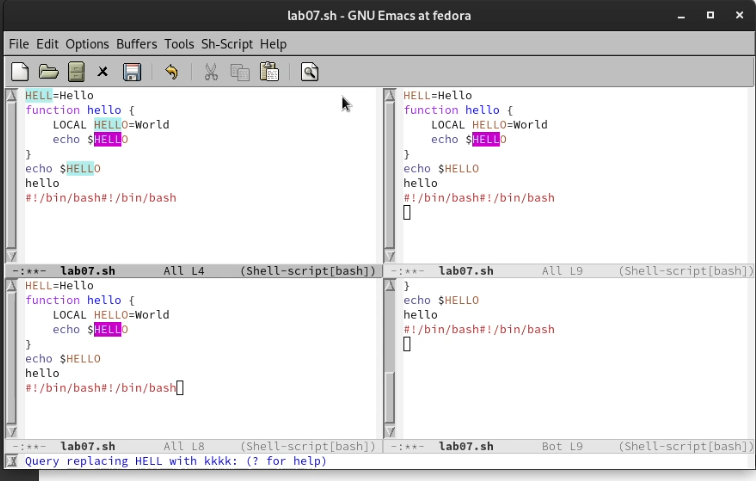 lab07.sh - GNU Emacs at fedora
File Edit Options Buffers Tools Sh-Script Help
HELL=Hello
function hello {
    LOCAL HELLO=World
    echo $HELLO
}
echo $HELLO
hello
#!/bin/bash#!/bin/bash
-:**-  lab07.sh       All L4     (Shell-script[bash])
HELL=Hello
function hello {
    LOCAL HELLO=World
    echo $HELLO
}
echo $HELLO
hello
#!/bin/bash#!/bin/bash
-:**-  lab07.sh       All L9     (Shell-script[bash])
HELL=Hello
function hello {
    LOCAL HELLO=World
    echo $HELLO
}
echo $HELLO
hello
#!/bin/bash#!/bin/bash
-:**-  lab07.sh       All L8     (Shell-script[bash])
}
echo $HELLO
hello
#!/bin/bash#!/bin/bash
-:**-  lab07.sh       Bot L9     (Shell-script[bash])
Query replacing HELL with kkkk: (? for help)